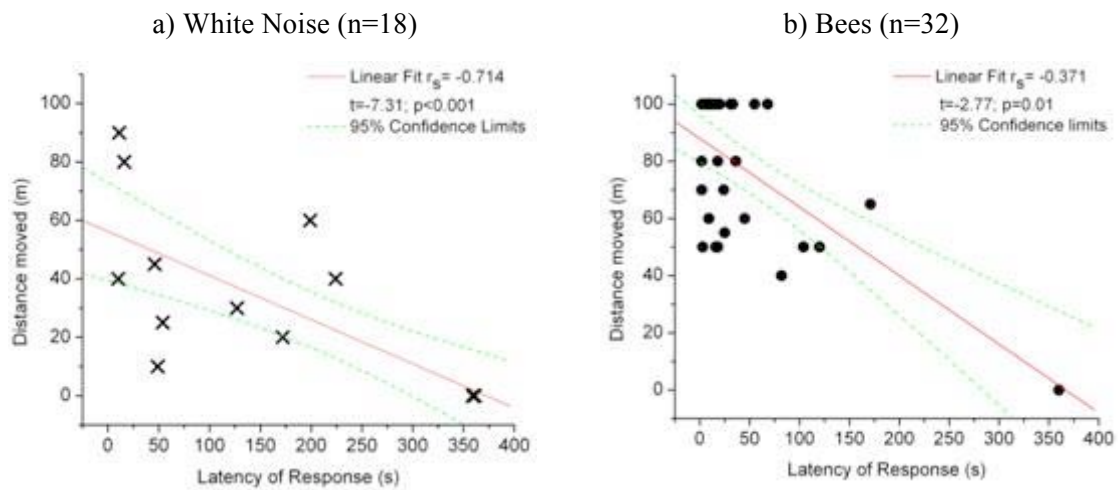 a) White Noise (n=18)
Linear Fit rs= -0.714
t=-7.31; p<0.001
95% Confidence Limits
Distance moved (m)
100
80
60
40
20
0
0 50 100 150 200 250 300 350 400
Latency of Response (s)
b) Bees (n=32)
Linear Fit rs= -0.371
t=-2.77; p=0.01
95% Confidence limits
Distance moved (m)
100
80
60
40
20
0
0 50 100 150 200 250 300 350 400
Latency of Response (s)